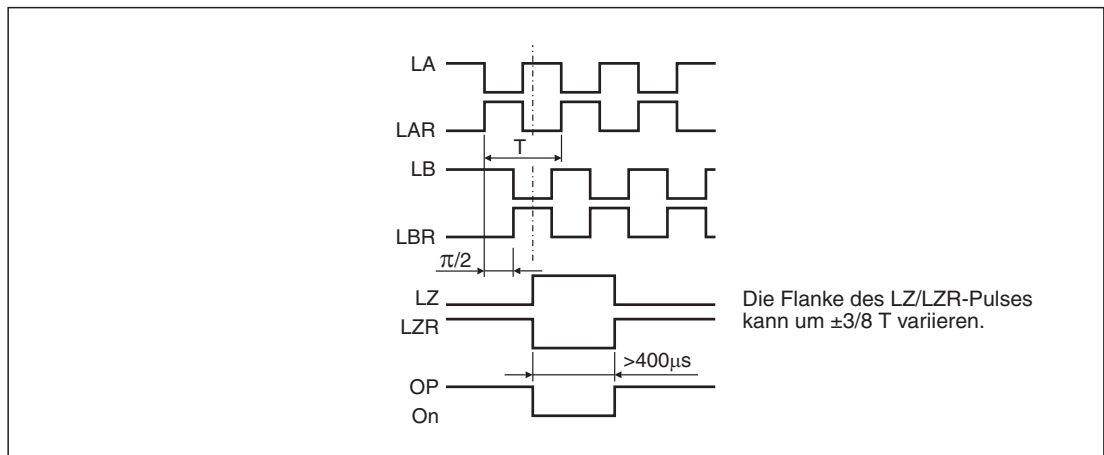 LA
LAR
T
LB
LBR
π/2
LZ
LZR
Die Flanke des LZ/LZR-Pulses
kann um ±3/8 T variieren.
>400μs
OP
On